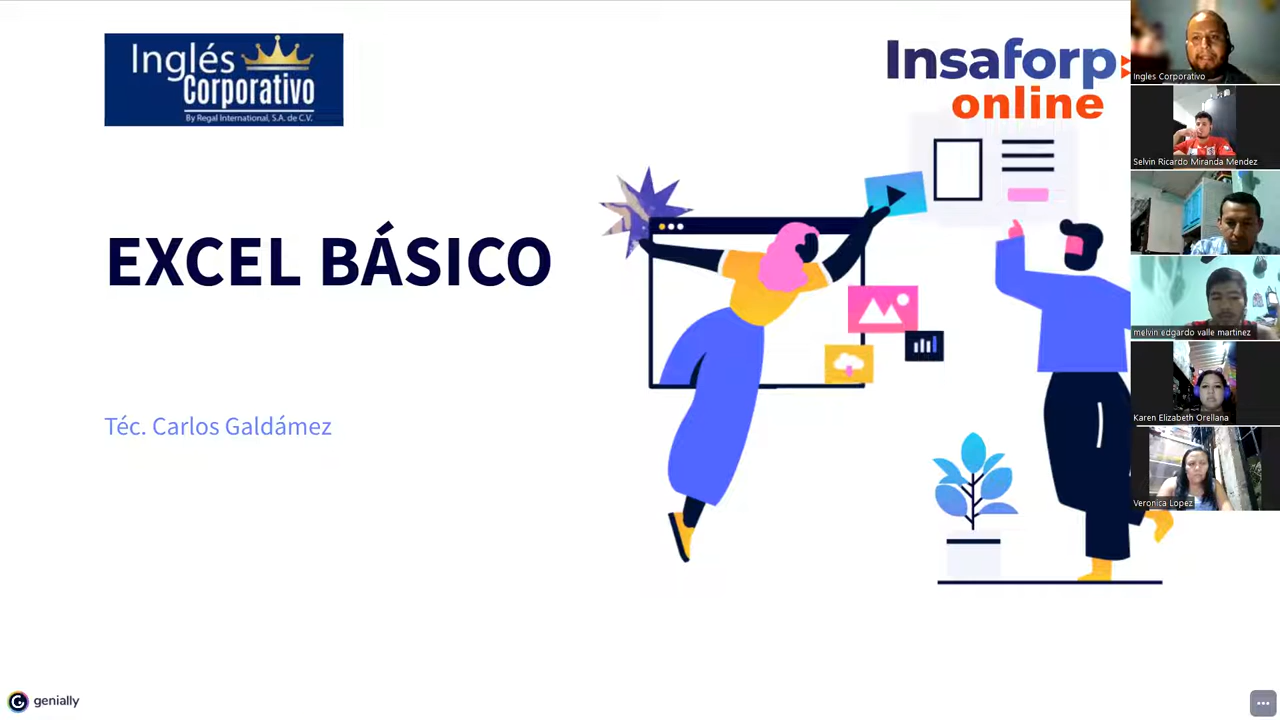 Inglés
Corporativo
By Regal International, S.A. de C.V.
Insaforp
online
EXCEL BÁSICO
Téc. Carlos Galdámez
genially
Ingles Corporativo
Selvin Ricardo Miranda Mendez
melvin edgardo valle martinez
Karen Elizabeth Orellana
Veronica Lopez